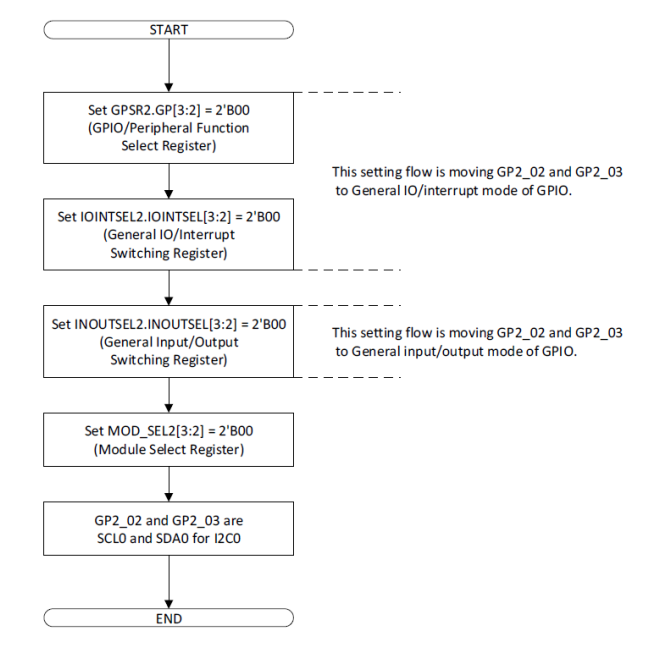 START
Set GPSR2.GP[3:2] = 2'B00
(GPIO/Peripheral Function
Select Register)
This setting flow is moving GP2_02 and GP2_03
to General IO/interrupt mode of GPIO.
Set IOINTSEL2.IOINTSEL[3:2] = 2'B00
(General IO/Interrupt
Switching Register)
Set INOUTSEL2.INOUTSEL[3:2] = 2'B00
(General Input/Output
Switching Register)
This setting flow is moving GP2_02 and GP2_03
to General input/output mode of GPIO.
Set MOD_SEL2[3:2] = 2'B00
(Module Select Register)
GP2_02 and GP2_03 are
SCL0 and SDA0 for I2C0
END